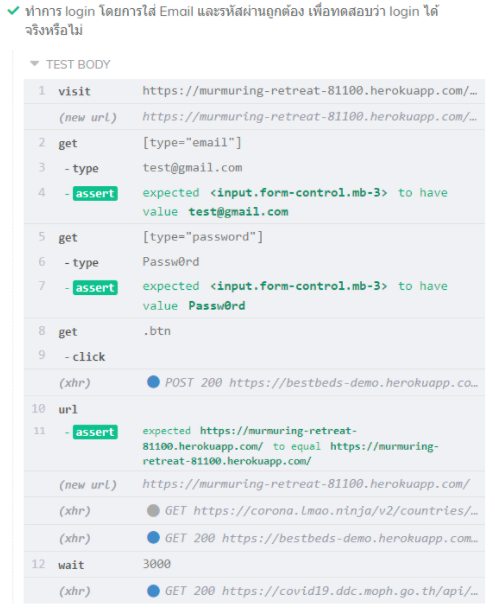 ทำการ login โดยการใส่ Email และรหัสผ่านถูกต้อง เพื่อทดสอบว่า login ได้
จริงหรือไม่
TEST BODY
1 visit https://murmuring-retreat-81100.herokuapp.com/…
(new url) https://murmuring-retreat-81100.herokuapp.com/…
2 get [type="email"]
3 - type test@gmail.com
4 - assert expected <input.form-control.mb-3> to have
value test@gmail.com
5 get [type="password"]
6 - type Passw0rd
7 - assert expected <input.form-control.mb-3> to have
value Passw0rd
8 get .btn
9 - click
(xhr) POST 200 https://bestbeds-demo.herokuapp.co…
10 url
11 - assert expected https://murmuring-retreat-
81100.herokuapp.com/ to equal https://murmuring-
retreat-81100.herokuapp.com/
(new url) https://murmuring-retreat-81100.herokuapp.com/
(xhr) GET https://corona.lmao.ninja/v2/countries/…
(xhr) GET 200 https://bestbeds-demo.herokuapp.com…
12 wait 3000
(xhr) GET 200 https://covid19.ddc.moph.go.th/api/…